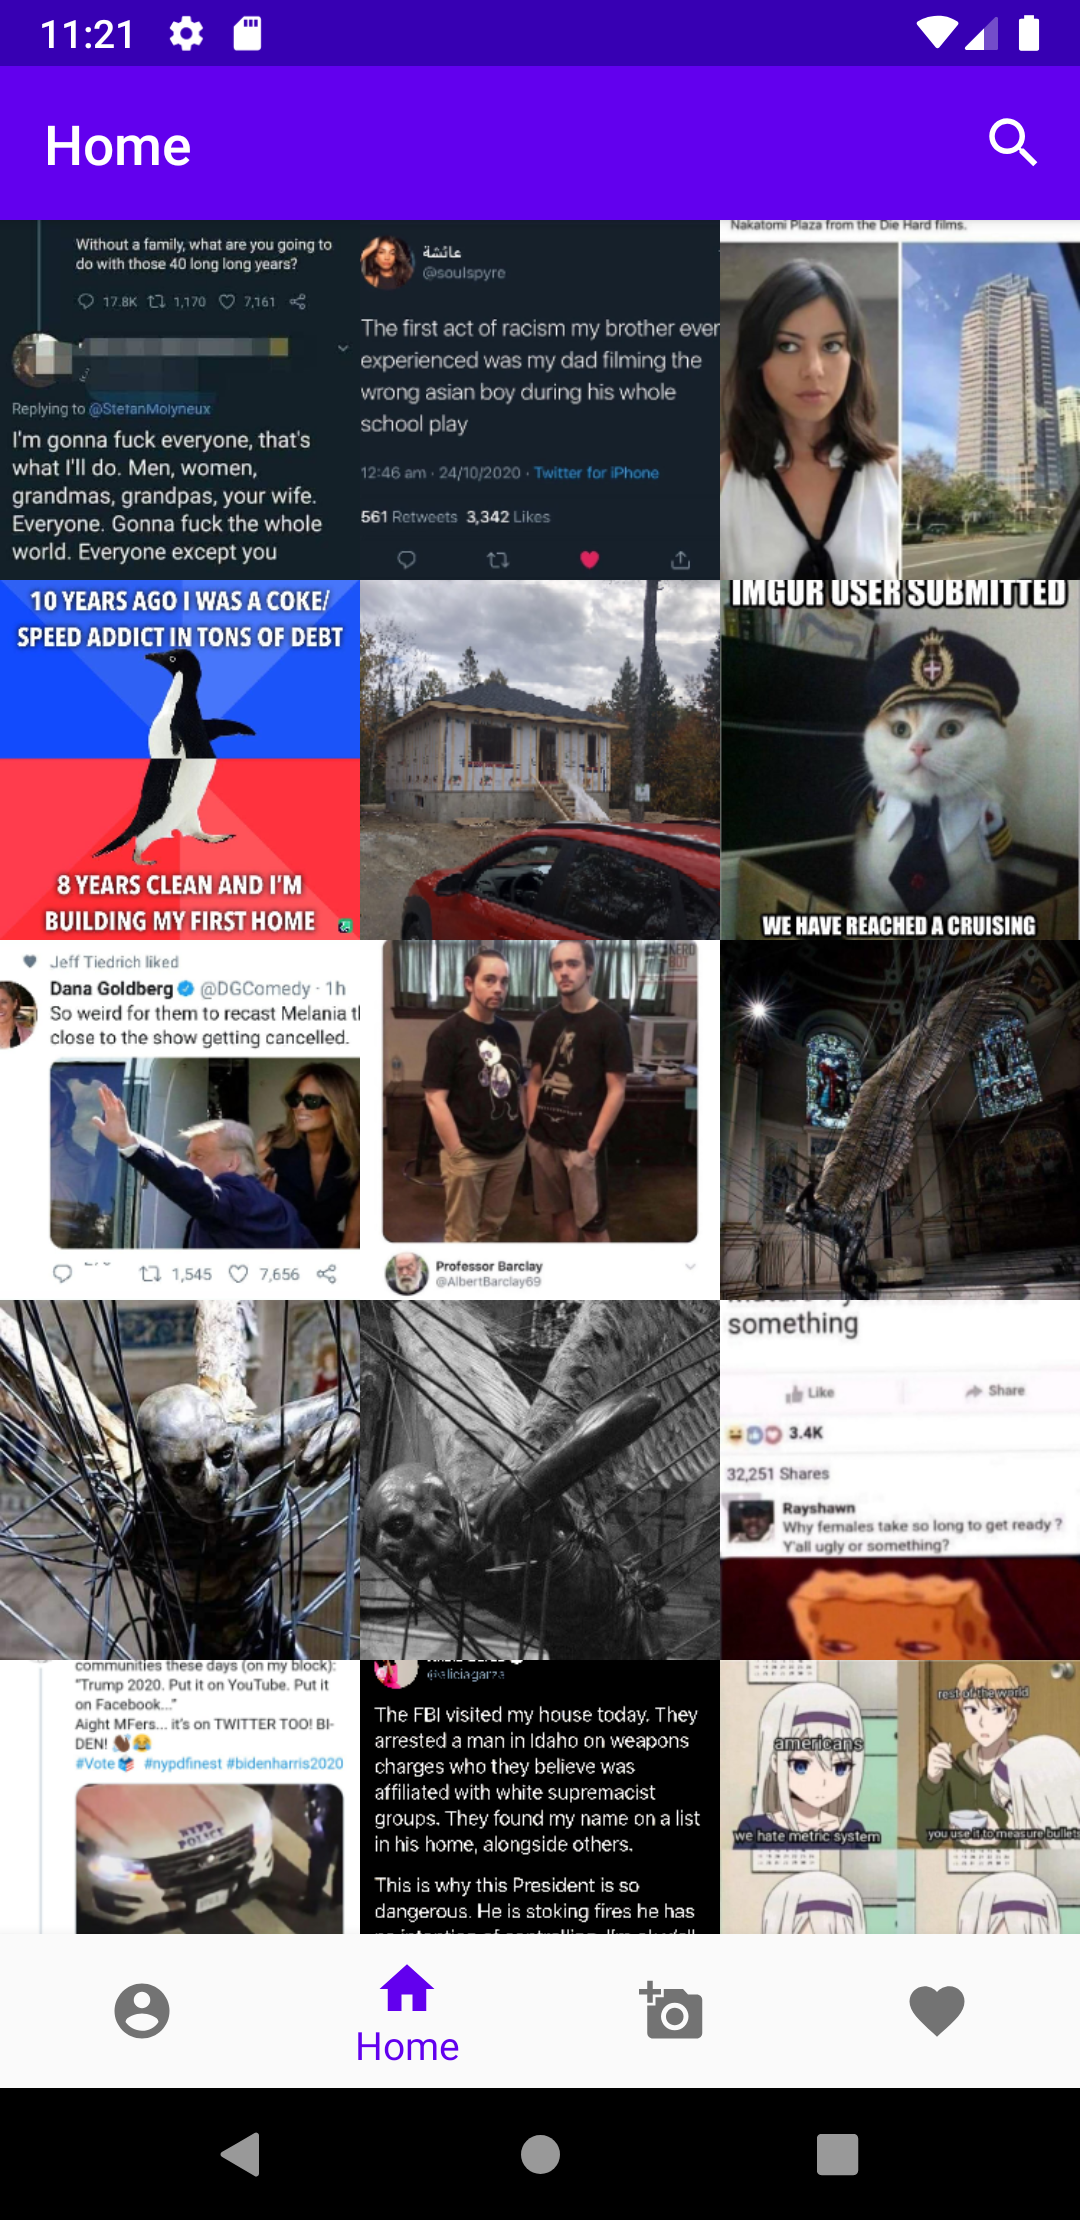 11:21
Home
Without a family, what are you going to
do with those 40 long long years?
17.8K 1,170 7,161
Replying to @StefanMolyneux
I'm gonna fuck everyone, that's
what I'll do. Men, women,
grandmas, grandpas, your wife.
Everyone. Gonna fuck the whole
world. Everyone except you
عائشة
@soulspyre
The first act of racism my brother ever
experienced was my dad filming the
wrong asian boy during his whole
school play
12:46 am · 24/10/2020 · Twitter for iPhone
561 Retweets 3,342 Likes
Nakatomi Plaza from the Die Hard films.
10 YEARS AGO I WAS A COKE/
SPEED ADDICT IN TONS OF DEBT
8 YEARS CLEAN AND I'M
BUILDING MY FIRST HOME
IMGUR USER SUBMITTED
WE HAVE REACHED A CRUISING
Jeff Tiedrich liked
Dana Goldberg @DGComedy · 1h
So weird for them to recast Melania tl
close to the show getting cancelled.
1,545 7,656
NERD
BOT
Professor Barclay
@AlbertBarclay69
something
Like Share
3.4K
32,251 Shares
Rayshawn
Why females take so long to get ready ?
Y'all ugly or something?
communities these days (on my block):
"Trump 2020. Put it on YouTube. Put it
on Facebook..."
Aight MFers... it's on TWITTER TOO! BI-
DEN! 👋🏿😂
#Vote #nypdfinest #bidenharris2020
NYPD
POLICE
@aliciagarza
The FBI visited my house today. They
arrested a man in Idaho on weapons
charges who they believe was
affiliated with white supremacist
groups. They found my name on a list
in his home, alongside others.
This is why this President is so
dangerous. He is stoking fires he has
americans
we hate metric system
rest of the world
you use it to measure bullets
Home